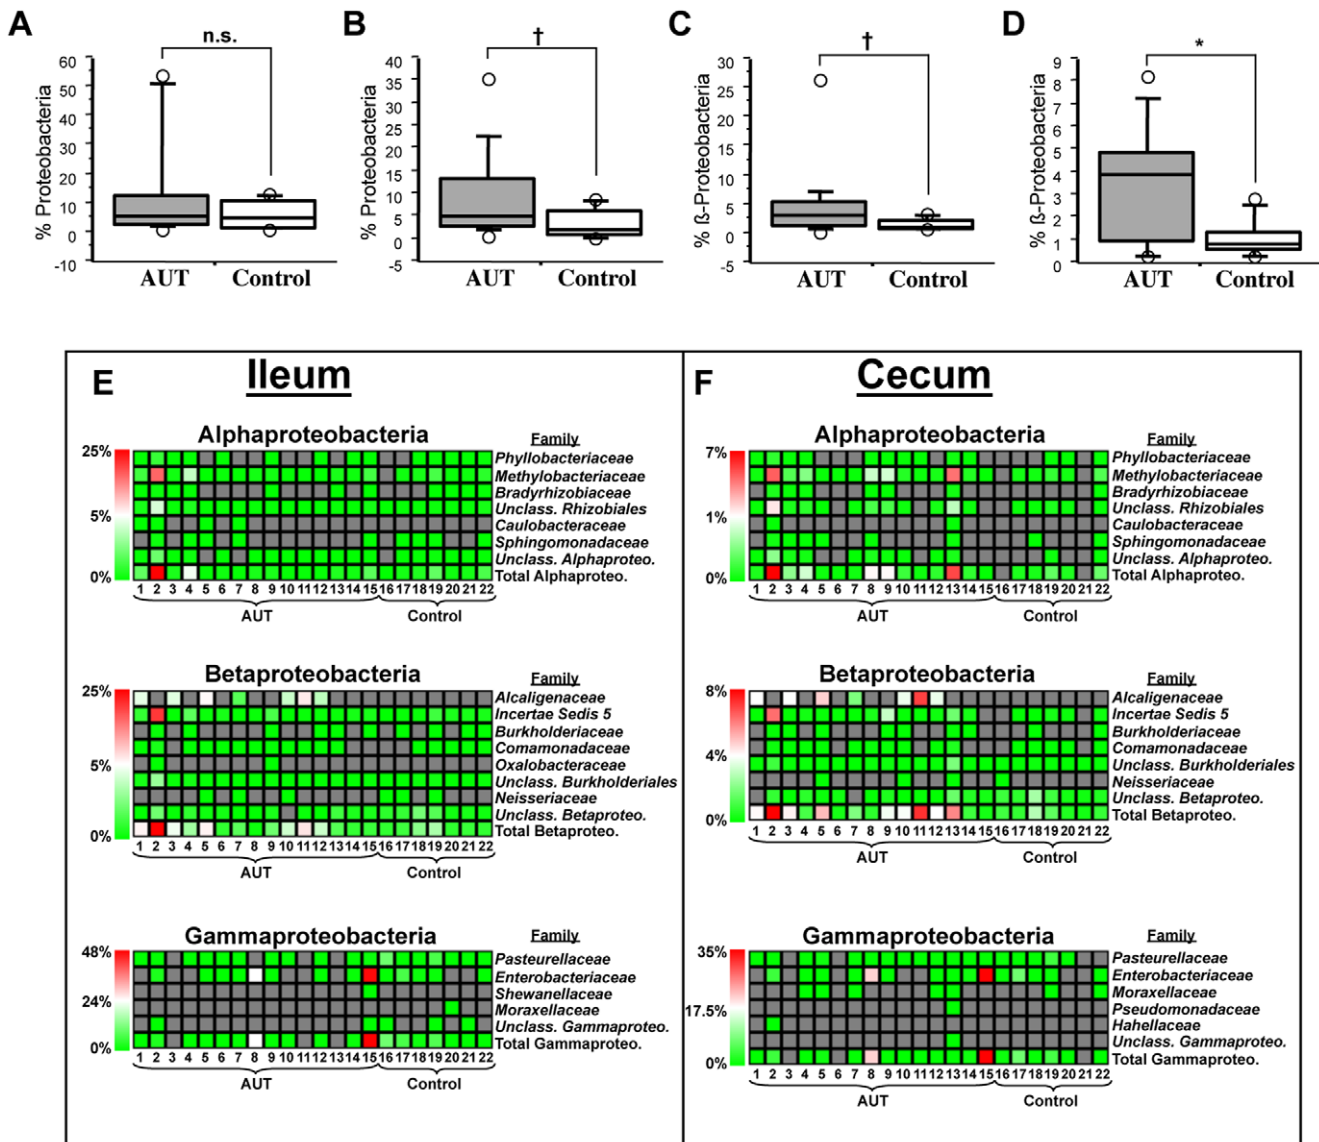 A
n.s.
% Proteobacteria
60
50
40
30
20
10
0
-10
AUT Control
B
†
% Proteobacteria
40
35
30
25
20
15
10
5
0
-5
AUT Control
C
†
% ß-Proteobacteria
30
25
20
15
10
5
0
-5
AUT Control
D
*
% ß-Proteobacteria
9
8
7
6
5
4
3
2
1
0
AUT Control
E Ileum
Alphaproteobacteria Family
25%
5%
0%
Phyllobacteriaceae
Methylobacteriaceae
Bradyrhizobiaceae
Unclass. Rhizobiales
Caulobacteraceae
Sphingomonadaceae
Unclass. Alphaproteo.
Total Alphaproteo.
1 2 3 4 5 6 7 8 9 10 11 12 13 14 15 16 17 18 19 20 21 22
AUT Control
Betaproteobacteria Family
25%
5%
0%
Alcaligenaceae
Incertae Sedis 5
Burkholderiaceae
Comamonadaceae
Oxalobacteraceae
Unclass. Burkholderiales
Neisseriaceae
Unclass. Betaproteo.
Total Betaproteo.
1 2 3 4 5 6 7 8 9 10 11 12 13 14 15 16 17 18 19 20 21 22
AUT Control
Gammaproteobacteria Family
48%
24%
0%
Pasteurellaceae
Enterobacteriaceae
Shewanellaceae
Moraxellaceae
Unclass. Gammaproteo.
Total Gammaproteo.
1 2 3 4 5 6 7 8 9 10 11 12 13 14 15 16 17 18 19 20 21 22
AUT Control
F Cecum
Alphaproteobacteria Family
7%
1%
0%
Phyllobacteriaceae
Methylobacteriaceae
Bradyrhizobiaceae
Unclass. Rhizobiales
Caulobacteraceae
Sphingomonadaceae
Unclass. Alphaproteo.
Total Alphaproteo.
1 2 3 4 5 6 7 8 9 10 11 12 13 14 15 16 17 18 19 20 21 22
AUT Control
Betaproteobacteria Family
8%
4%
0%
Alcaligenaceae
Incertae Sedis 5
Burkholderiaceae
Comamonadaceae
Unclass. Burkholderiales
Neisseriaceae
Unclass. Betaproteo.
Total Betaproteo.
1 2 3 4 5 6 7 8 9 10 11 12 13 14 15 16 17 18 19 20 21 22
AUT Control
Gammaproteobacteria Family
35%
17.5%
0%
Pasteurellaceae
Enterobacteriaceae
Moraxellaceae
Pseudomonadaceae
Hahellaceae
Unclass. Gammaproteo.
Total Gammaproteo.
1 2 3 4 5 6 7 8 9 10 11 12 13 14 15 16 17 18 19 20 21 22
AUT Control